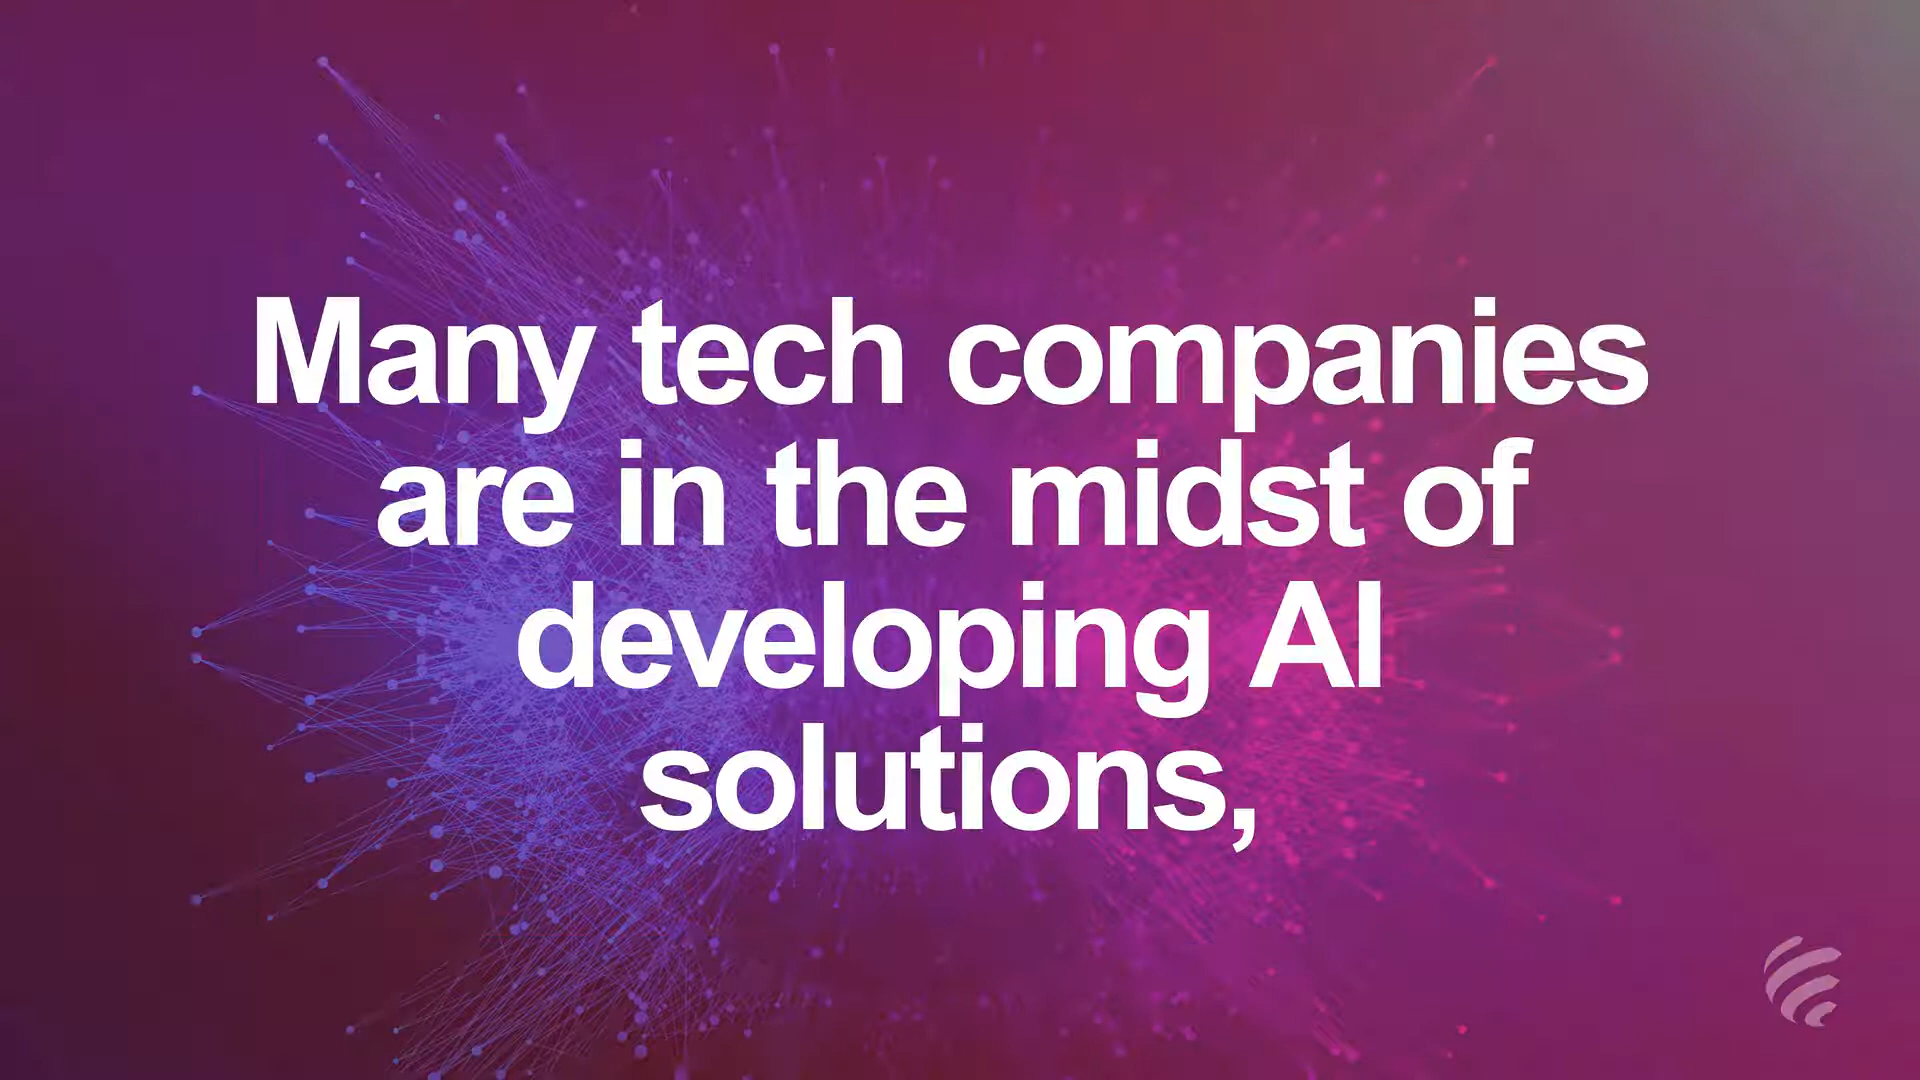 Many tech companies
are in the midst of
developing AI
solutions,